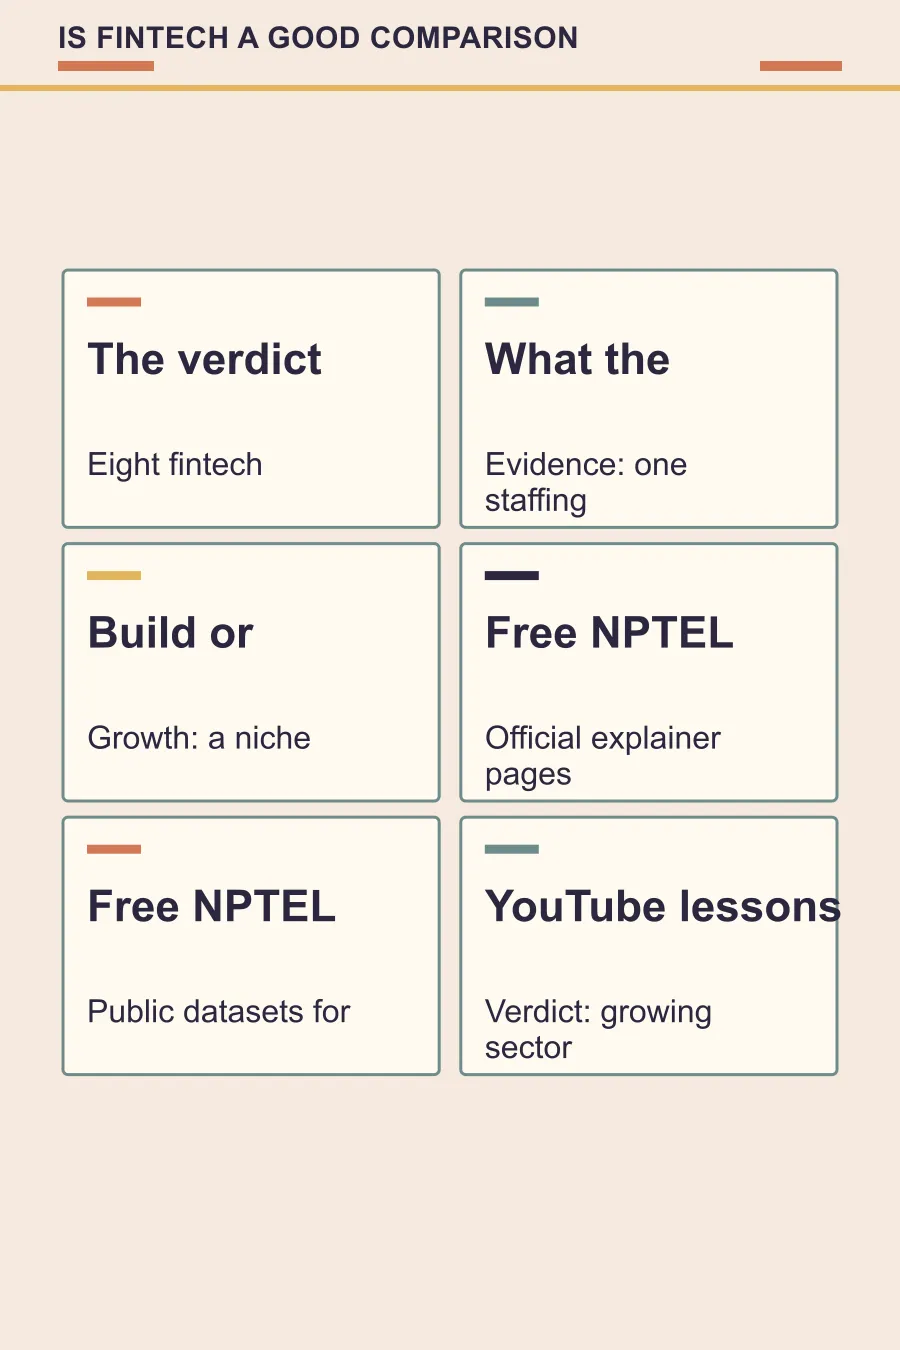 IS FINTECH A GOOD COMPARISON
The verdict
Eight fintech
What the
Evidence: one
staffing
Build or
Growth: a niche
Free NPTEL
Official explainer
pages
Free NPTEL
Public datasets for
YouTube lessons
Verdict: growing
sector